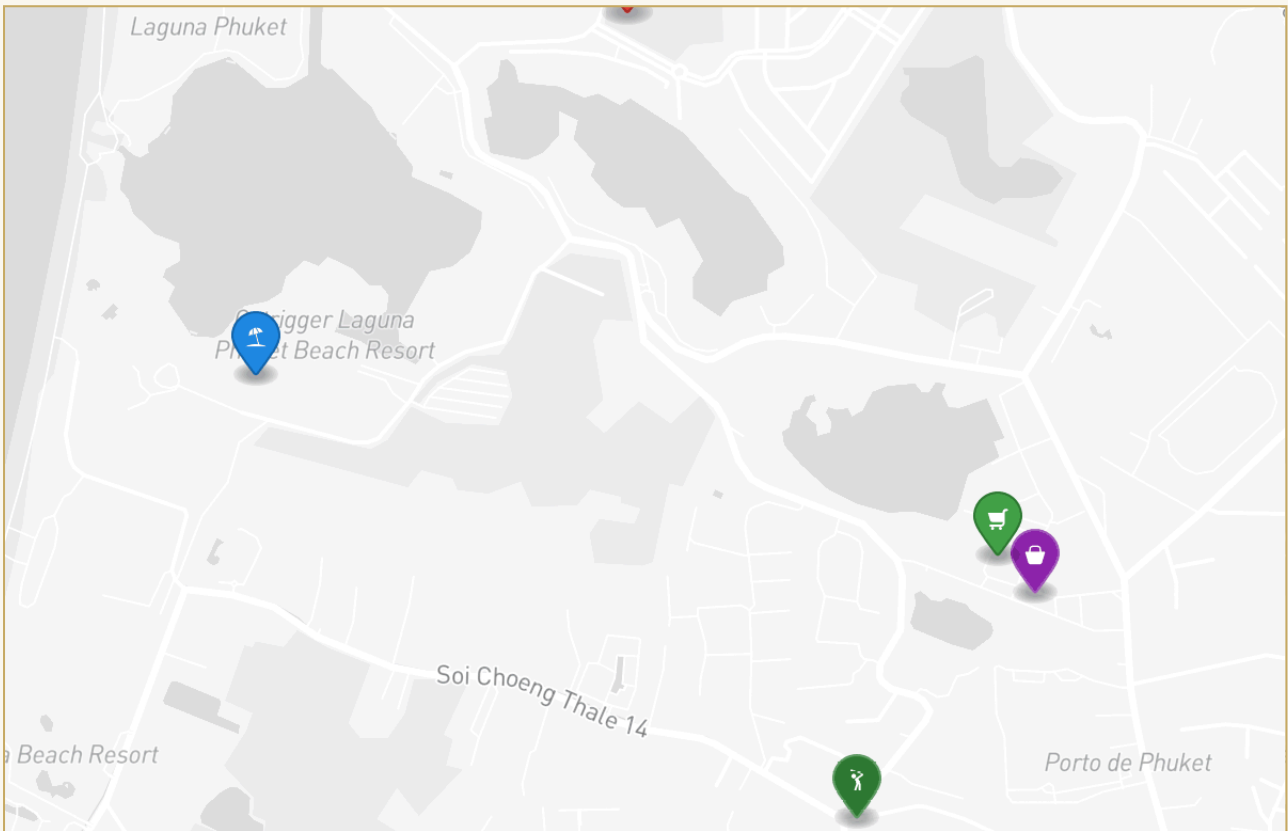 Laguna Phuket
Outrigger Laguna
Phuket Beach Resort
Soi Choeng Thale 14
a Beach Resort
Porto de Phuket